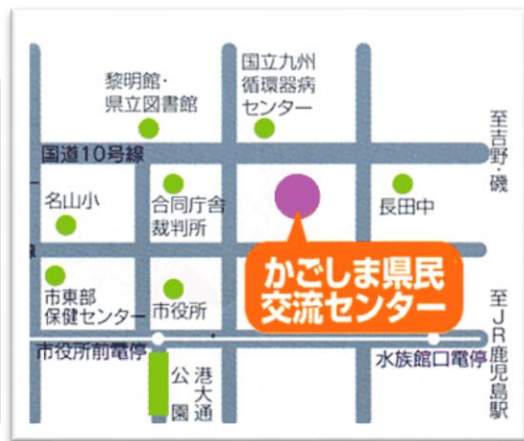 黎明館・
県立図書館
国立九州
循環器病
センター
至吉野・磯
国道10号線
名山小
合同庁舎
裁判所
長田中
かごしま県民
交流センター
市東部
保健センター
市役所
至JR鹿児島駅
市役所前電停
水族館口電停
港大通
公園